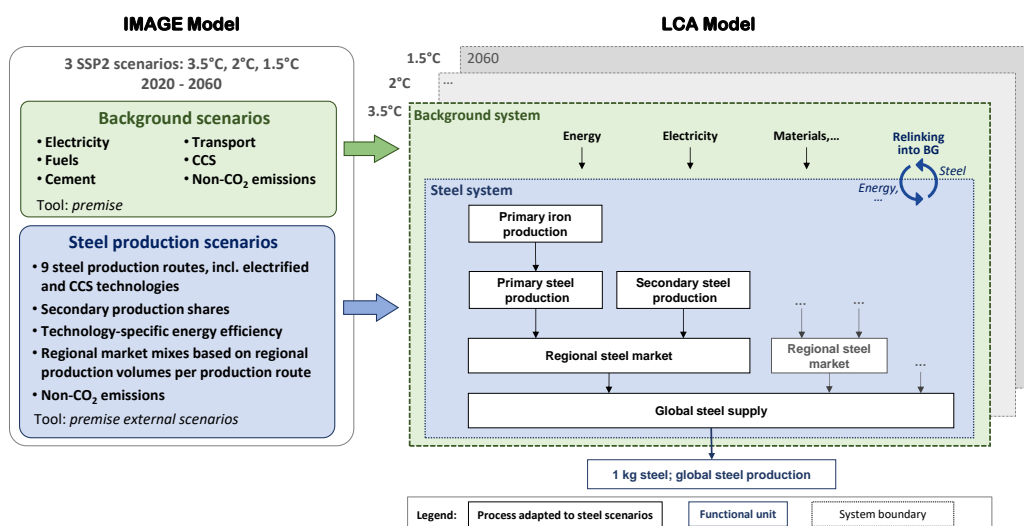 IMAGE Model
3 SSP2 scenarios: 3.5°C, 2°C, 1.5°C
2020 - 2060
Background scenarios
• Electricity
• Fuels
• Cement
• Transport
• CCS
• Non-CO₂ emissions
Tool: premise
Steel production scenarios
• 9 steel production routes, incl. electrified
and CCS technologies
• Secondary production shares
• Technology-specific energy efficiency
• Regional market mixes based on regional
production volumes per production route
• Non-CO₂ emissions
Tool: premise external scenarios
LCA Model
1.5°C
2060
2°C
...
3.5°C
Background system
Energy
Electricity
Materials,...
Relinking
into BG
Steel
Energy,
...
Steel system
Primary iron
production
Primary steel
production
Secondary steel
production
...
...
Regional steel market
Regional steel
market
...
Global steel supply
1 kg steel; global steel production
Legend:
Process adapted to steel scenarios
Functional unit
System boundary